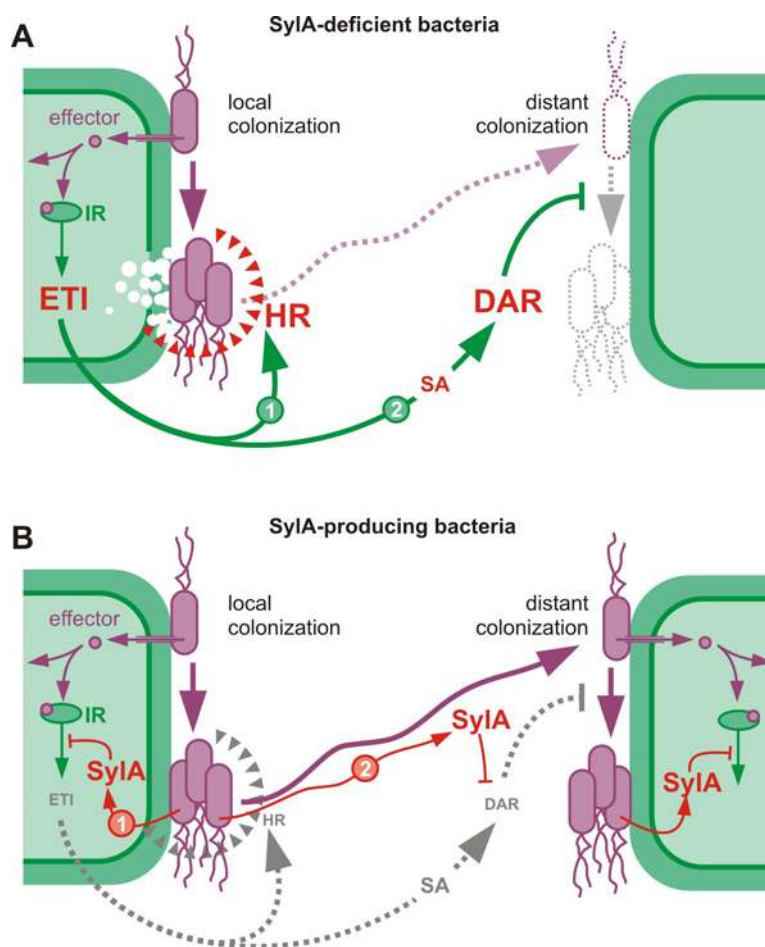 SylA-deficient bacteria
A
effector
local
colonization
distant
colonization
IR
ETI
HR
DAR
SA
1
2
SylA-producing bacteria
B
effector
local
colonization
distant
colonization
IR
SylA
SylA
SylA
2
ETI
1
HR
DAR
SA